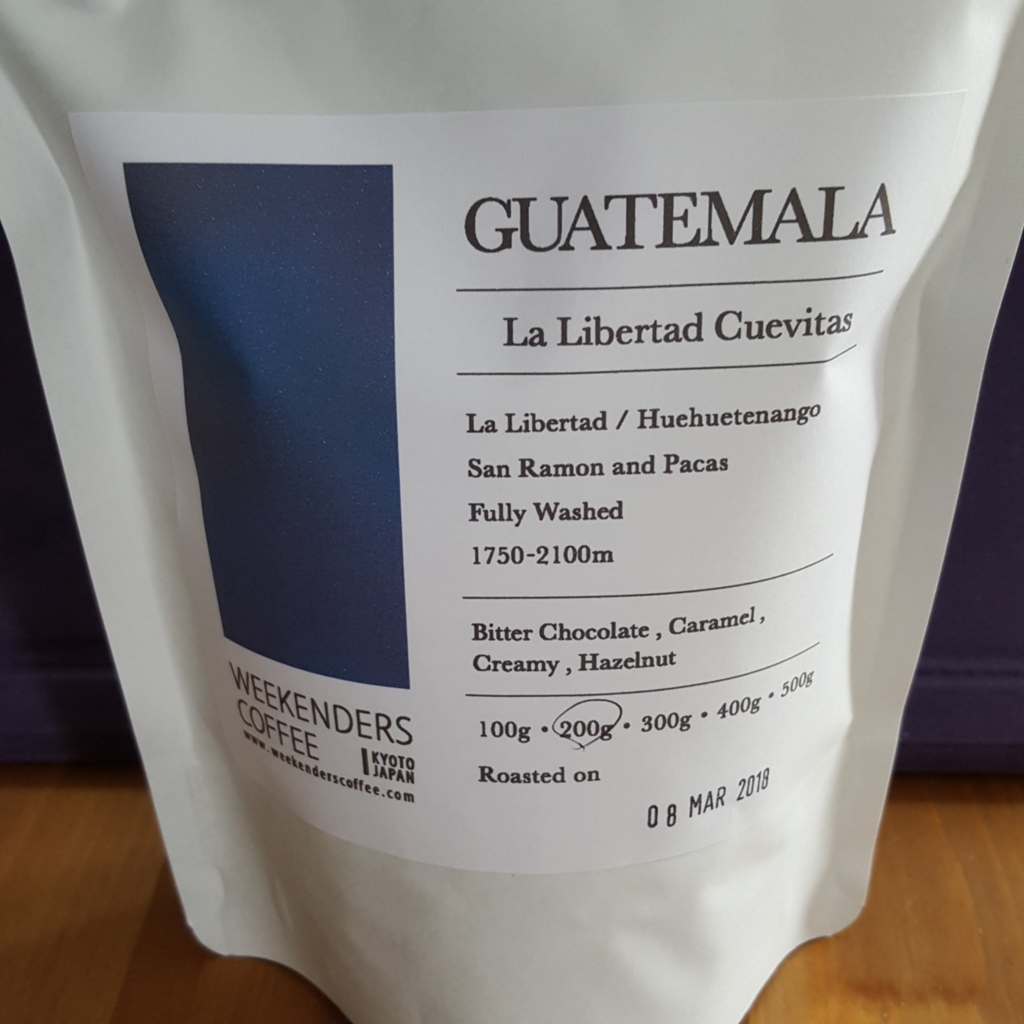 GUATEMALA
La Libertad Cuevitas
La Libertad / Huehuetenango
San Ramon and Pacas
Fully Washed
1750-2100m
Bitter Chocolate , Caramel ,
Creamy , Hazelnut
100g • 200g • 300g • 400g • 500g
Roasted on
08 MAR 2018
WEEKENDERS
COFFEE
KYOTO
JAPAN
www.weekenderscoffee.com